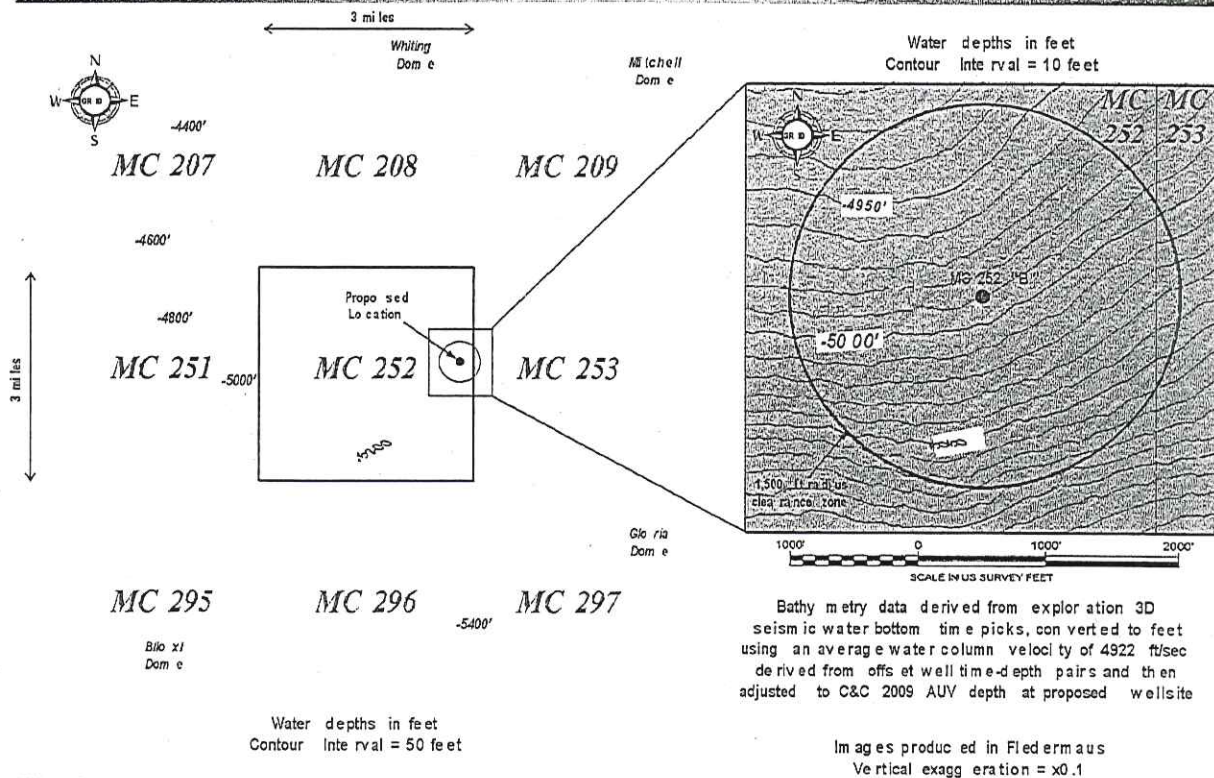 3 miles
Whiting
Dome
Mitchell
Dome
N
W
GRID
E
S
-4400'
MC 207
MC 208
MC 209
-4600'
-4800'
3 miles
Proposed
Location
MC 251
-5000'
MC 252
MC 253
Gloria
Dome
MC 295
MC 296
MC 297
-5400'
Biloxi
Dome
Water depths in feet
Contour Interval = 50 feet
Water depths in feet
Contour Interval = 10 feet
N
W
GRID
E
MC MC
252 253
-4950'
MC 252 "B"
-5000'
1,500 ft radius
clearance zone
1000' 0 1000' 2000'
SCALE IN US SURVEY FEET
Bathymetry data derived from exploration 3D
seismic water bottom time picks, converted to feet
using an average water column velocity of 4922 ft/sec
derived from offset well time-depth pairs and then
adjusted to C&C 2009 AUV depth at proposed wellsite
Images produced in Fledermaus
Vertical exaggeration = x0.1